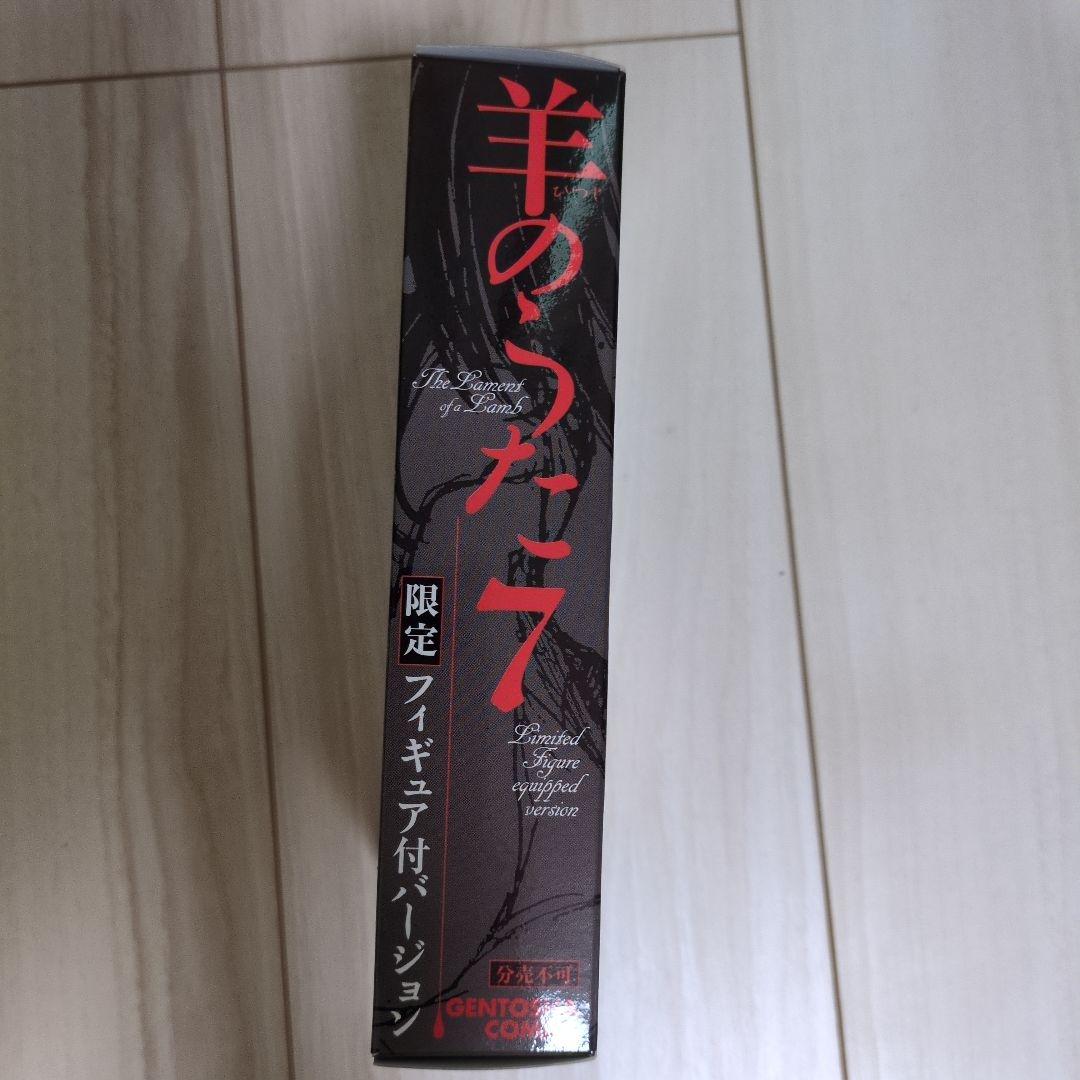 羊のうた7
ひつじ
The Lament
of a Lamb
限定
フィギュア付バージョン
Limited
Figure
equipped
version
分売不可